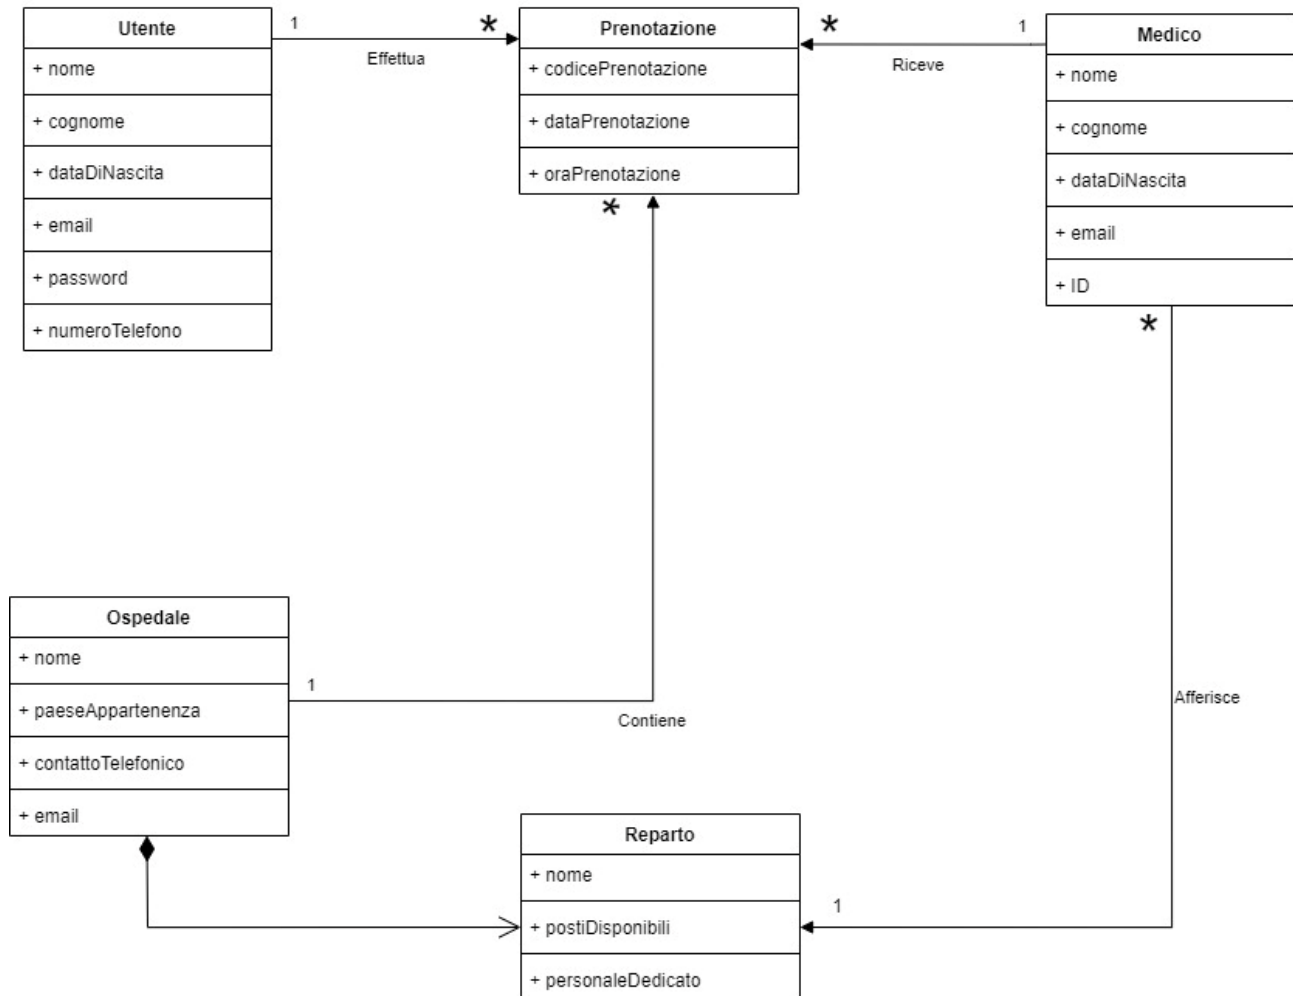 Utente
+ nome
+ cognome
+ dataDiNascita
+ email
+ password
+ numeroTelefono
1
*
Effettua
Prenotazione
+ codicePrenotazione
+ dataPrenotazione
+ oraPrenotazione
*
*
1
Riceve
Medico
+ nome
+ cognome
+ dataDiNascita
+ email
+ ID
*
Ospedale
+ nome
+ paeseAppartenenza
+ contattoTelefonico
+ email
1
Contiene
Afferisce
Reparto
+ nome
+ postiDisponibili
+ personaleDedicato
1